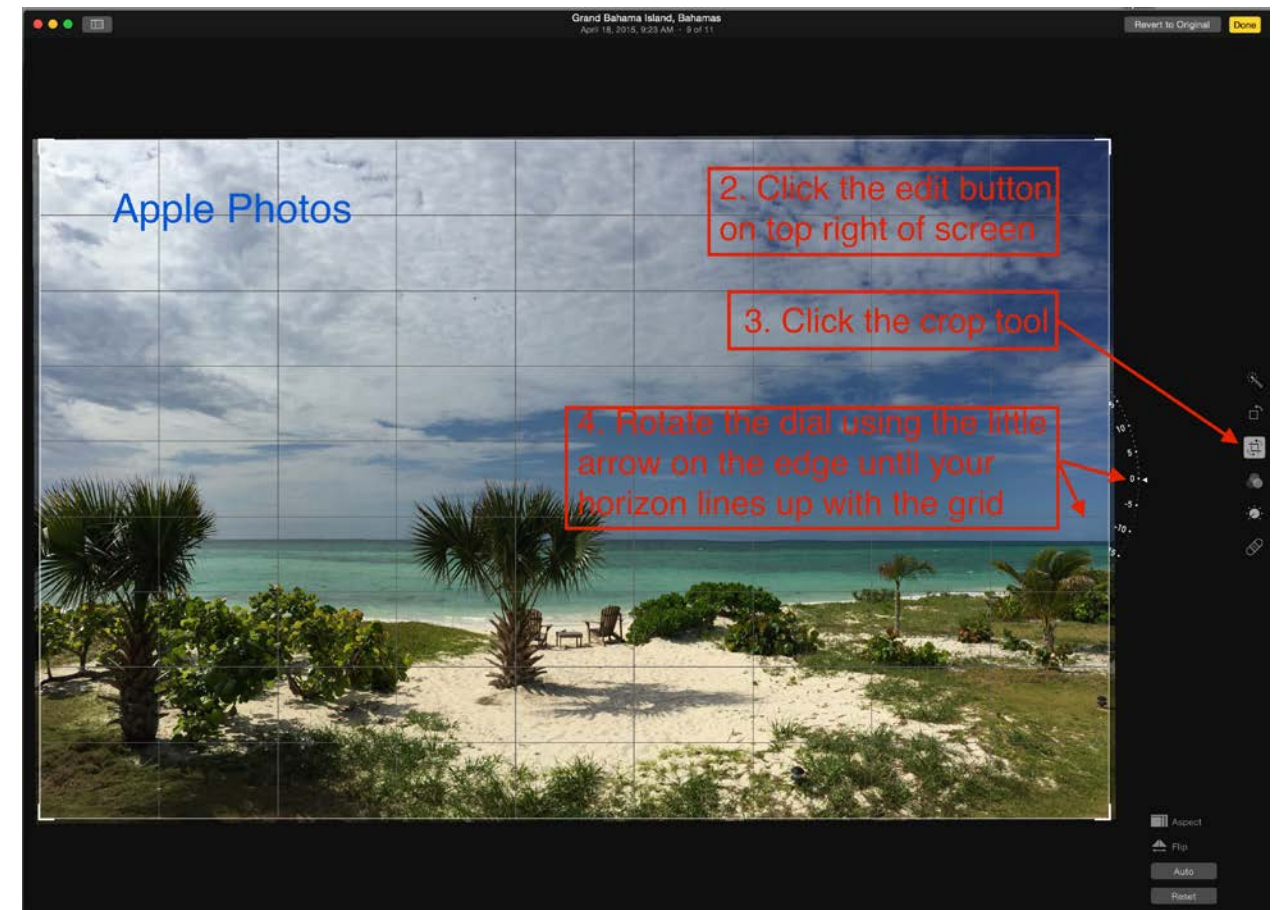 Grand Bahama Island, Bahamas
April 18, 2015, 9:23 AM · 9 of 11
Revert to Original
Done
Apple Photos
2. Click the edit button
on top right of screen
3. Click the crop tool
4. Rotate the dial using the little
arrow on the edge until your
horizon lines up with the grid
10
5
0
-5
-10
Aspect
Flip
Auto
Reset